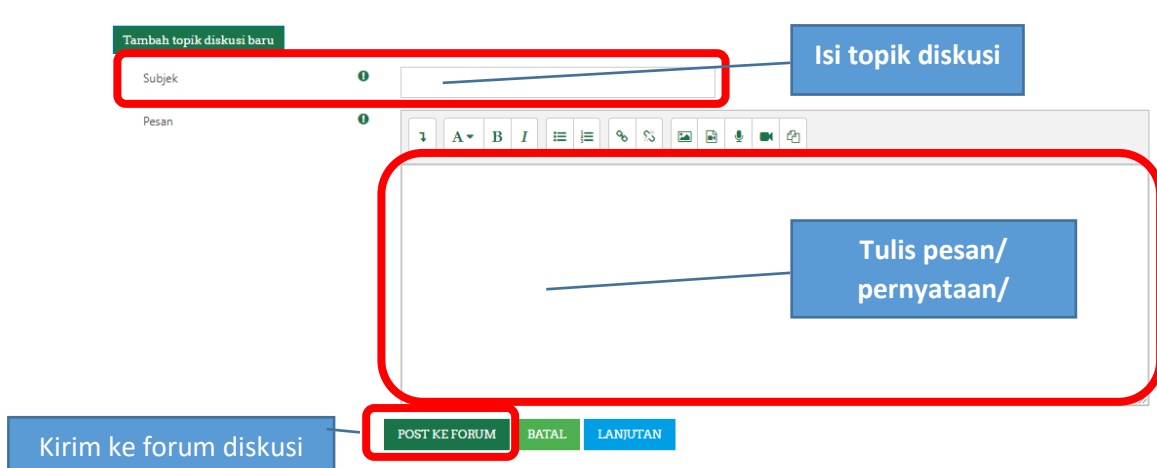 Tambah topik diskusi baru
Isi topik diskusi
Subjek
Pesan
A B I
Tulis pesan/
pernyataan/
POST KE FORUM BATAL LANJUTAN
Kirim ke forum diskusi